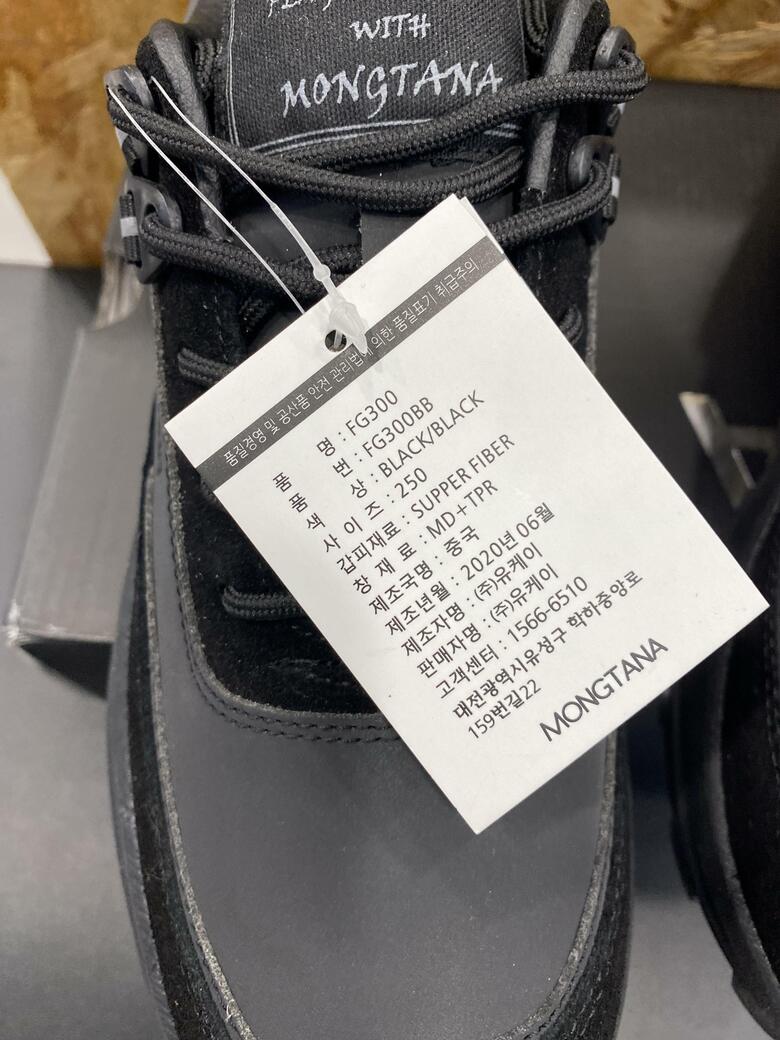 WITH
MONGTANA
품질경영 및 공산품 안전 관리법에 의한 품질표기 취급주의
품 명 : FG300
품 번 : FG300BB
색 상 : BLACK/BLACK
사 이 즈 : 250
갑피재료 : SUPPER FIBER
창 재 료 : MD+TPR
제조국명 : 중국
제조년월 : 2020년 06월
제조자명 : (주)유케이
판매자명 : (주)유케이
고객센터 : 1566-6510
대전광역시유성구 학하중앙로
159번길22
MONGTANA